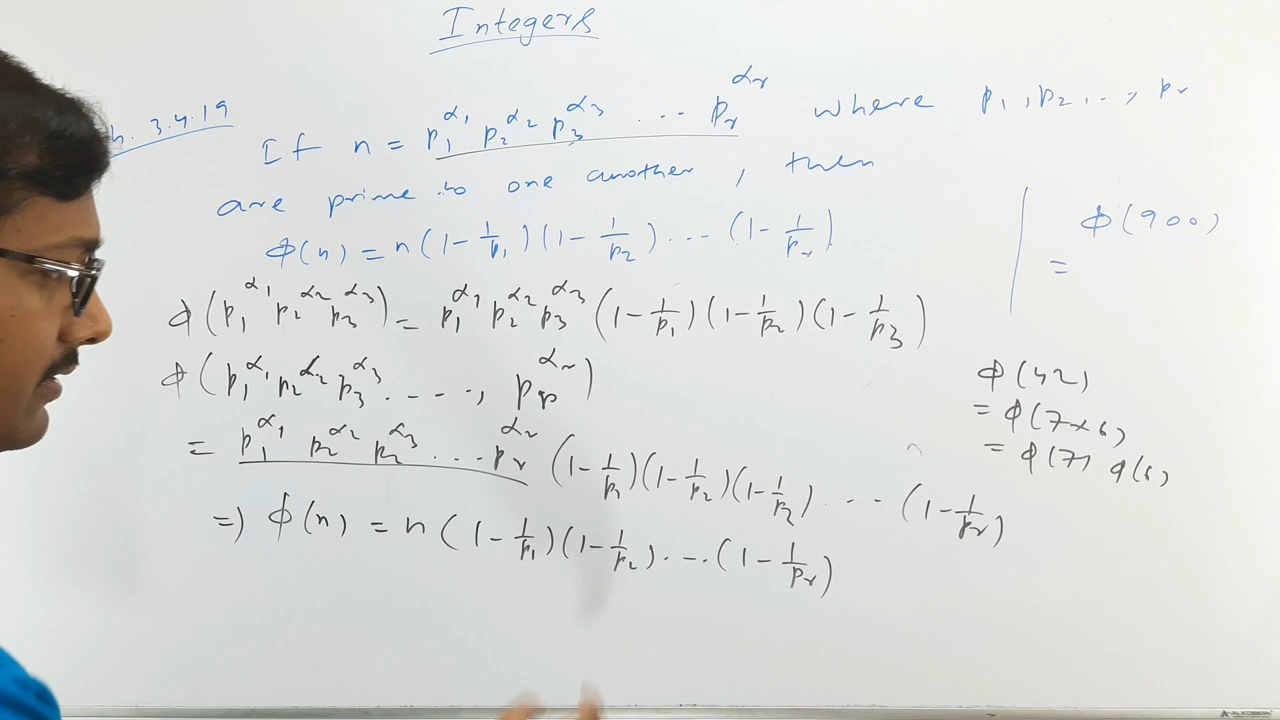 Integers
h. 3.4.19
If n = p₁^α₁ p₂^α₂ p₃^α₃ ... pᵣ^αᵣ where p₁, p₂, .., pᵣ
are prime to one another, then
ϕ(n) = n(1-1/p₁)(1-1/p₂)...(1-1/pᵣ)
ϕ(900)
=
ϕ(p₁^α₁ p₂^α₂ p₃^α₃) = p₁^α₁ p₂^α₂ p₃^α₃ (1-1/p₁)(1-1/p₂)(1-1/p₃)
ϕ(p₁^α₁ p₂^α₂ p₃^α₃ . - - -, pᵣ^αᵣ)
= p₁^α₁ p₂^α₂ p₂^α₃ ... pᵣ^αᵣ (1-1/p₁)(1-1/p₂)(1-1/p₂) . -- (1-1/pᵣ)
=) ϕ(n) = n(1-1/p₁)(1-1/p₂). -..(1-1/pᵣ)
ϕ(42)
= ϕ(7×6)
= ϕ(7) ϕ(6)